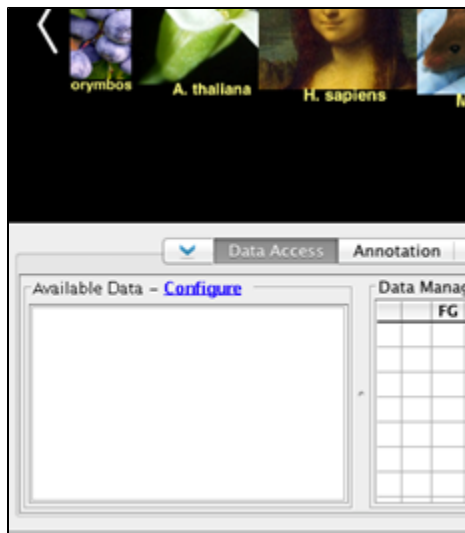 orymbos
A. thaliana
H. sapiens
M
Data Access Annotation
Available Data – Configure
Data Manag
FG